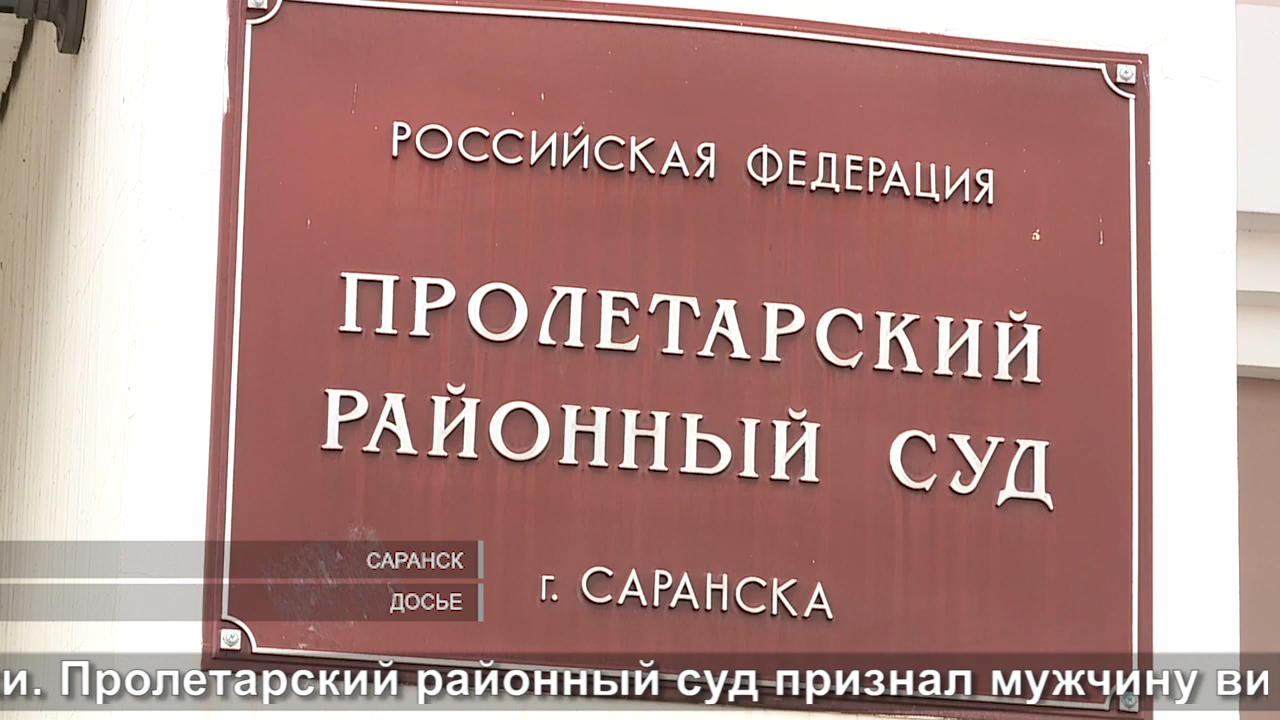 РОССИЙСКАЯ ФЕДЕРАЦИЯ
ПРОЛЕТАРСКИЙ
РАЙОННЫЙ СУД
г. САРАНСКА
САРАНСК
ДОСЬЕ
и. Пролетарский районный суд признал мужчину ви